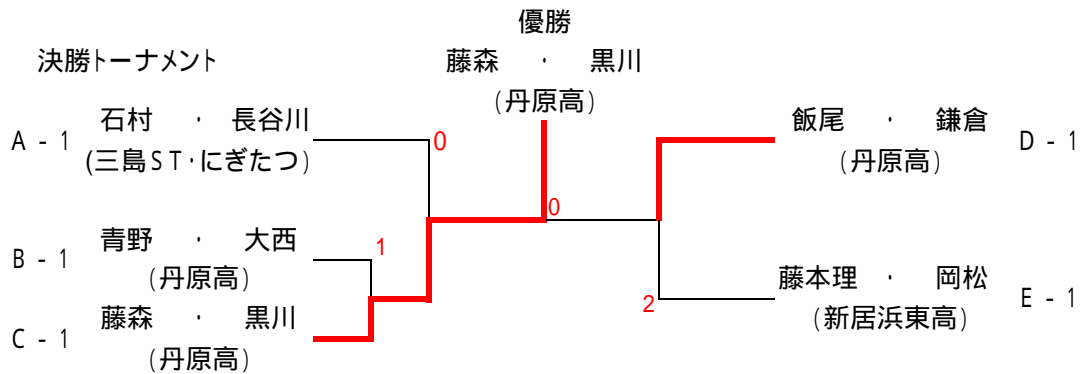 優勝
決勝トーナメント
藤森 ・ 黒川
(丹原高)
A - 1
石村 ・ 長谷川
(三島ST・にぎたつ)
0
飯尾 ・ 鎌倉
(丹原高)
D - 1
0
B - 1
青野 ・ 大西
(丹原高)
1
C - 1
藤森 ・ 黒川
(丹原高)
2
藤本理 ・ 岡松
(新居浜東高)
E - 1